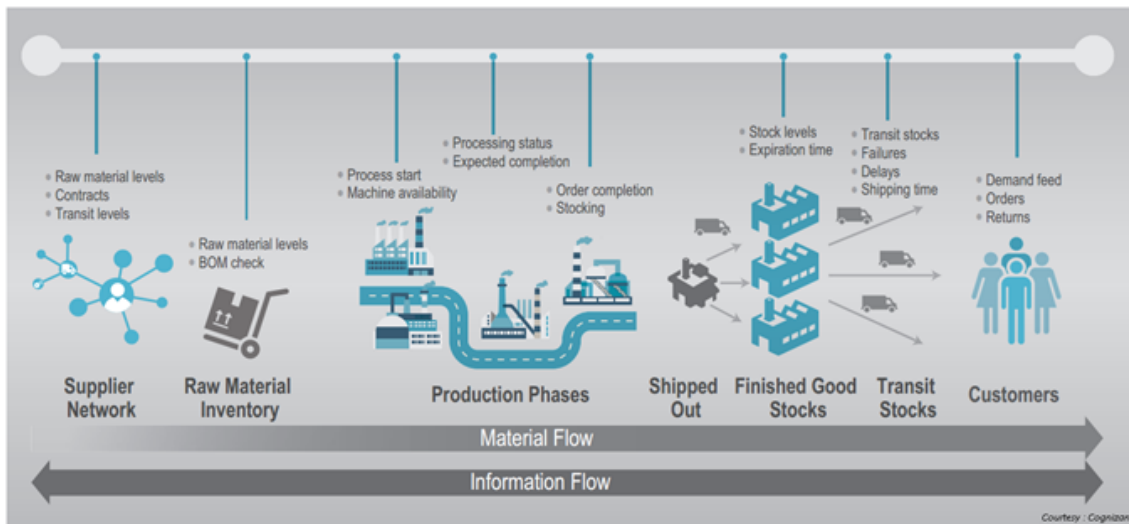 Raw material levels
Contracts
Transit levels
Supplier
Network
Raw material levels
BOM check
Raw Material
Inventory
Process start
Machine availability
Processing status
Expected completion
Order completion
Stocking
Production Phases
Shipped
Out
Stock levels
Expiration time
Finished Good
Stocks
Transit stocks
Failures
Delays
Shipping time
Transit
Stocks
Demand feed
Orders
Returns
Customers
Material Flow
Information Flow
Courtesy : Cognizan